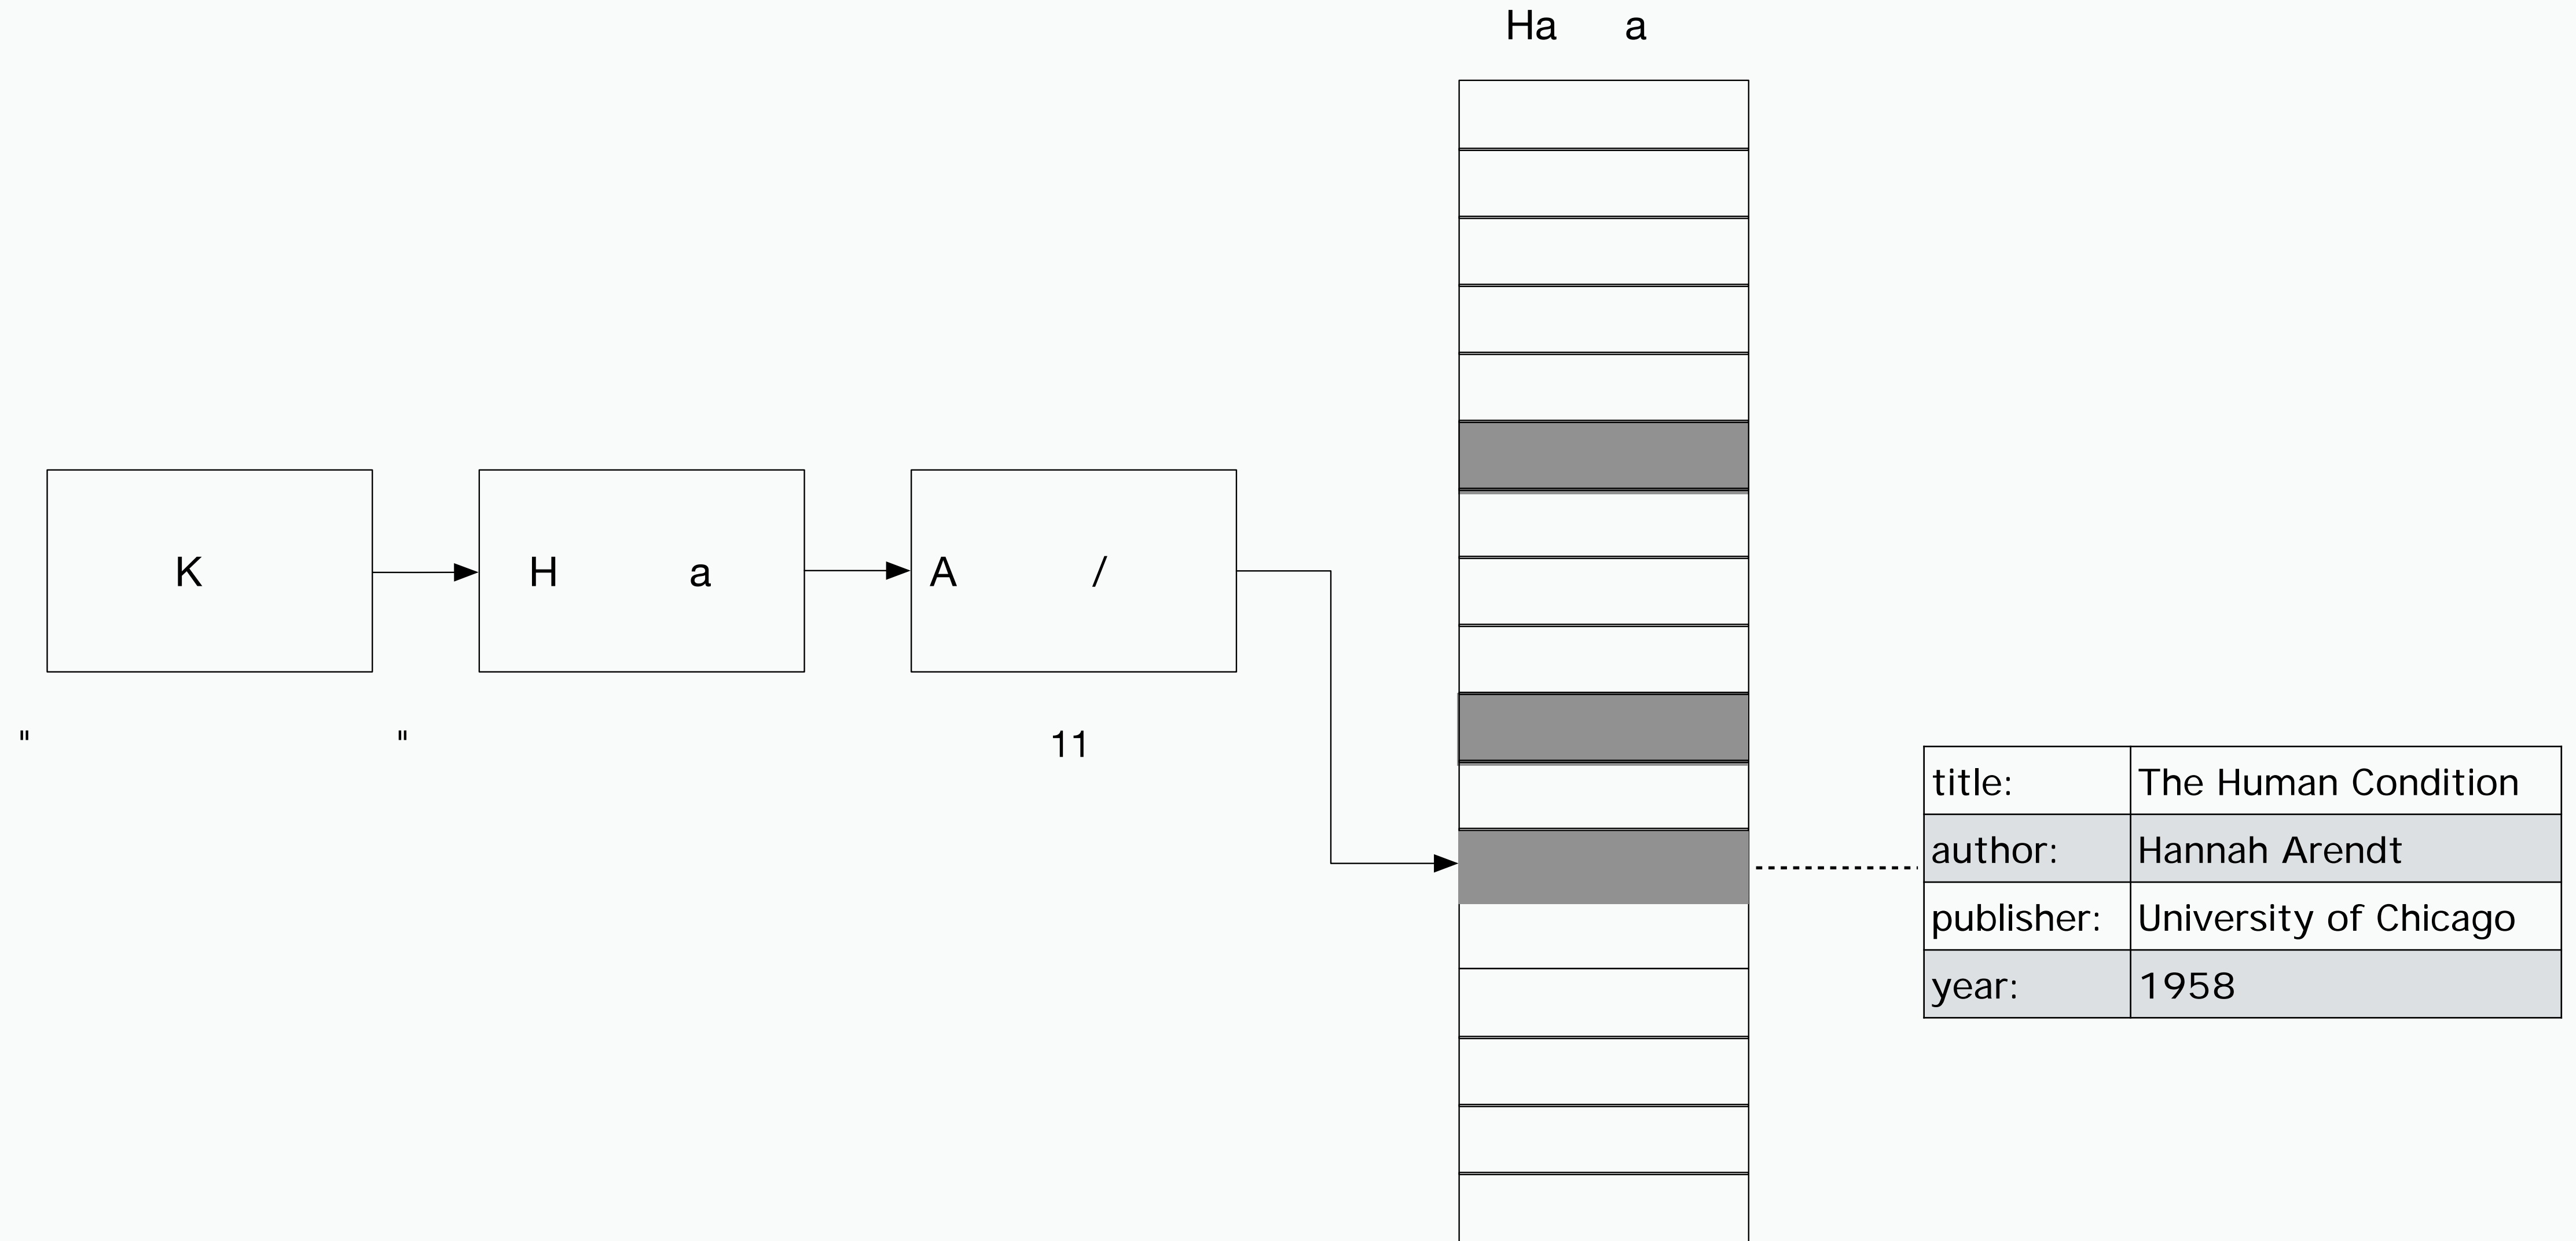 Ha a
K
H a
A /
" "
11
title: The Human Condition
author: Hannah Arendt
publisher: University of Chicago
year: 1958